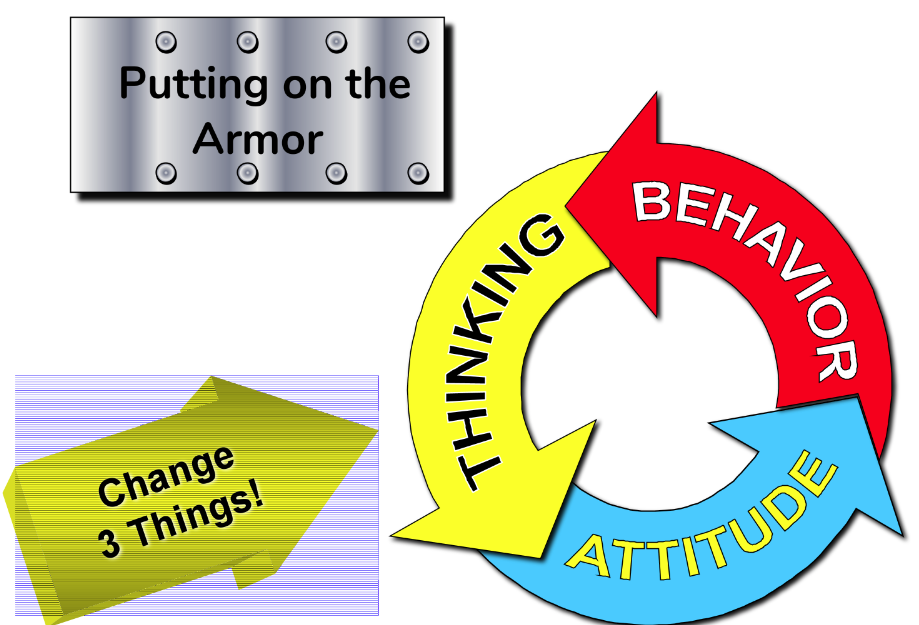 Putting on the
Armor
BEHAVIOR
THINKING
ATTITUDE
Change
3 Things!